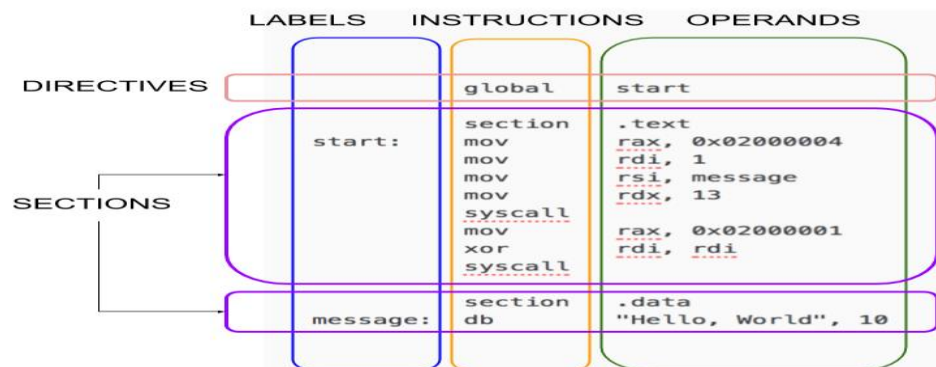 LABELS INSTRUCTIONS OPERANDS
DIRECTIVES
global start
section .text
start: mov rax, 0x02000004
mov rdi, 1
mov rsi, message
mov rdx, 13
syscall
mov rax, 0x02000001
xor rdi, rdi
syscall
SECTIONS
section .data
message: db "Hello, World", 10